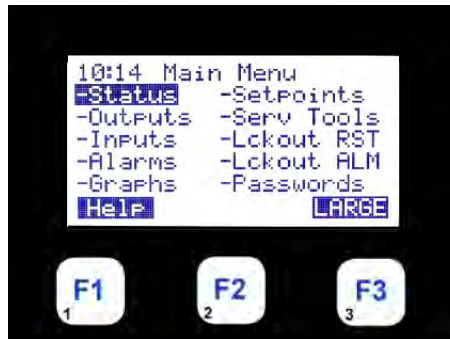 10:14 Main Menu
-Status -Setpoints
-Outputs -Serv Tools
-Inputs -Lckout RST
-Alarms -Lckout ALM
-Graphs -Passwords
Help LARGE
F1 F2 F3
1 2 3